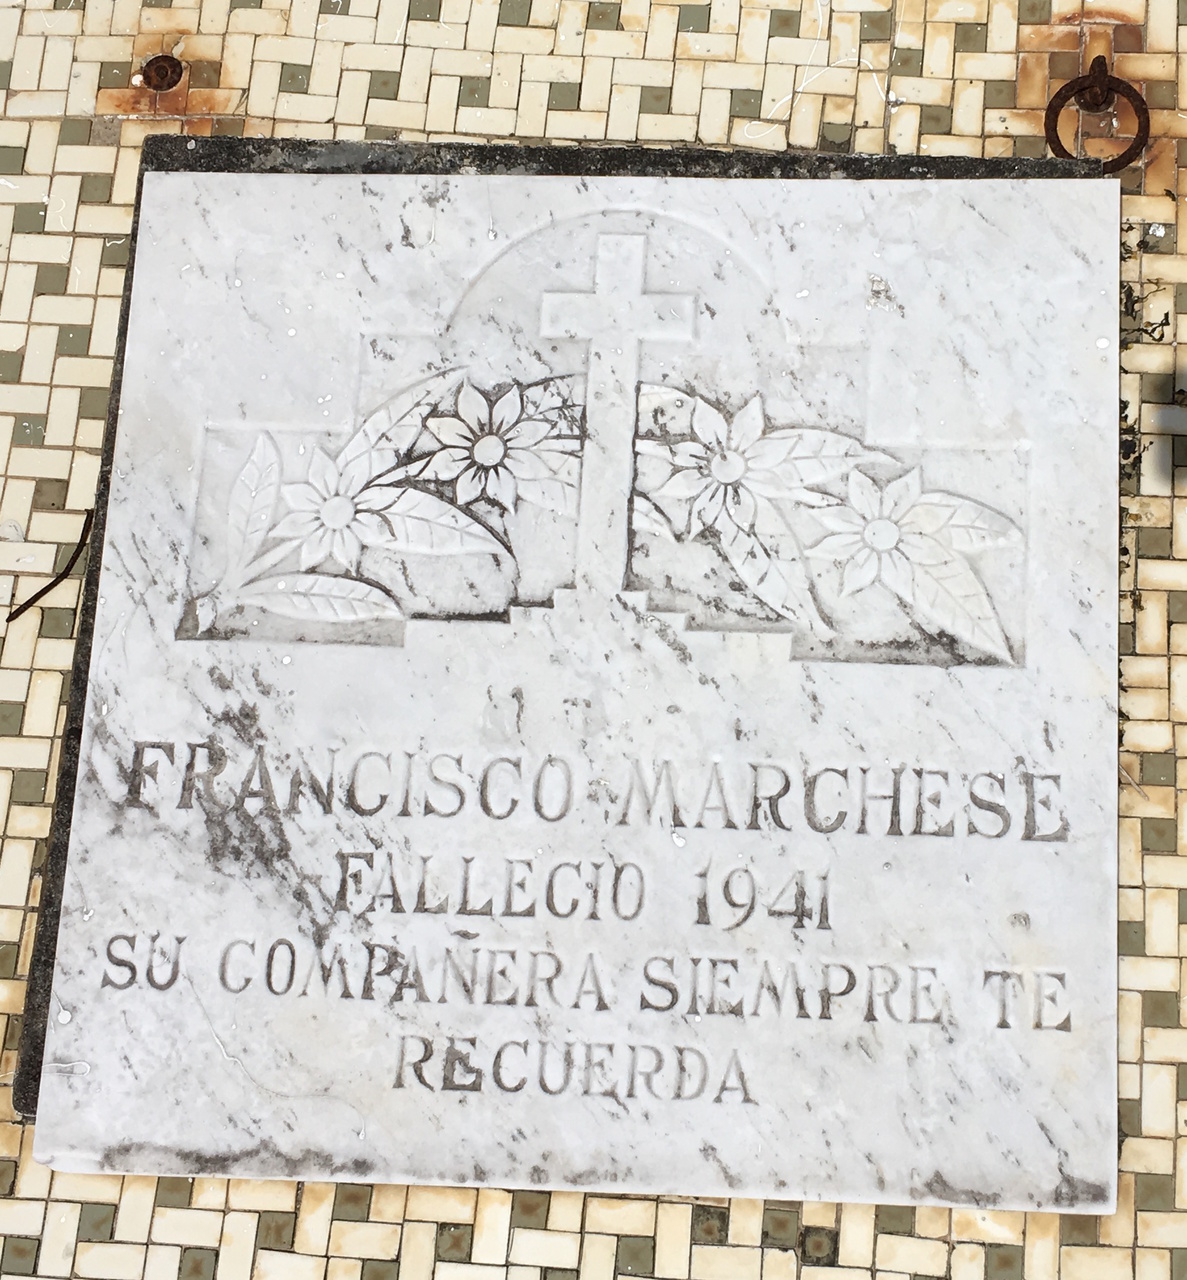 FRANCISCO MARCHESE
FALLECIO 1941
SU COMPAÑERA SIEMPRE TE
RECUERDA